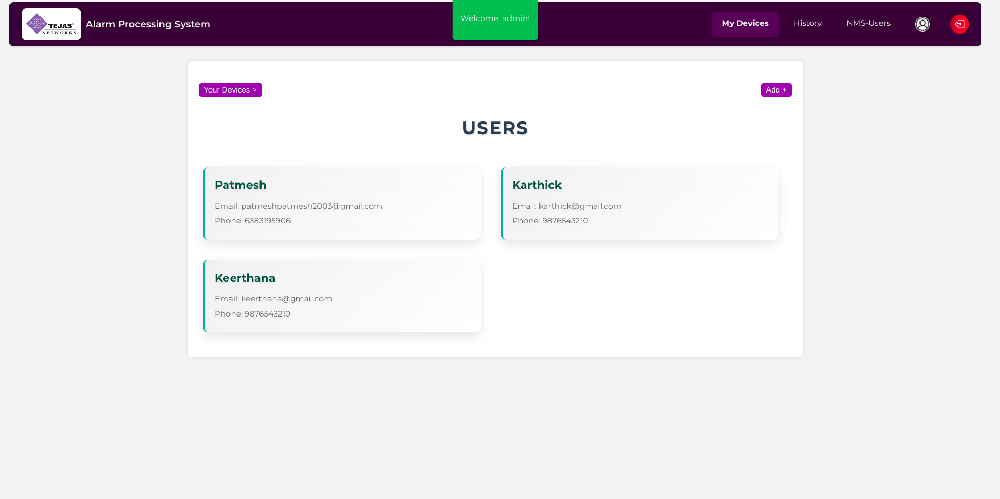 TEJAS
NETWORKS
Alarm Processing System
Welcome, admin!
My Devices
History
NMS-Users
Your Devices >
Add +
USERS
Patmesh
Email: patmeshpatmesh2003@gmail.com
Phone: 6383195906
Karthick
Email: karthick@gmail.com
Phone: 9876543210
Keerthana
Email: keerthana@gmail.com
Phone: 9876543210